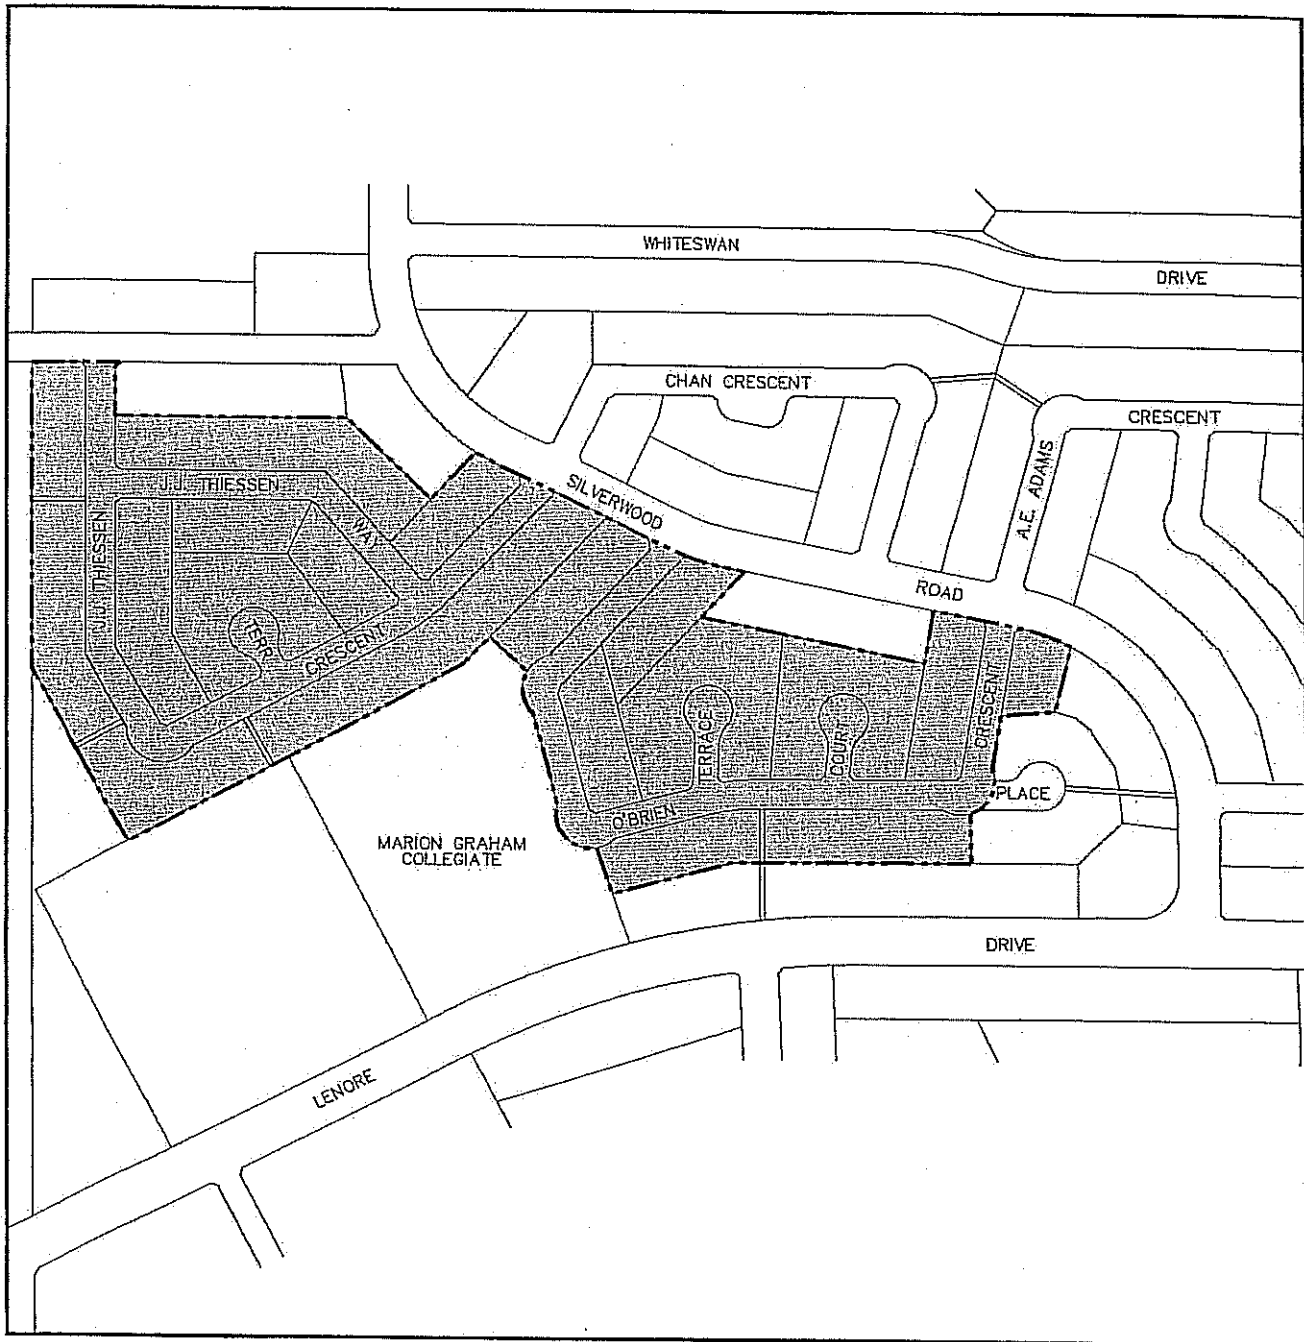 WHITESWAN
DRIVE
CHAN CRESCENT
CRESCENT
A.E. ADAMS
SILVERWOOD
ROAD
J.J. THIESSEN
WAY
J.J. THIESSEN
TERR.
CRESCENT
CRESCENT
TERRACE
COURT
PLACE
O'BRIEN
MARION GRAHAM
COLLEGIATE
DRIVE
LENORE